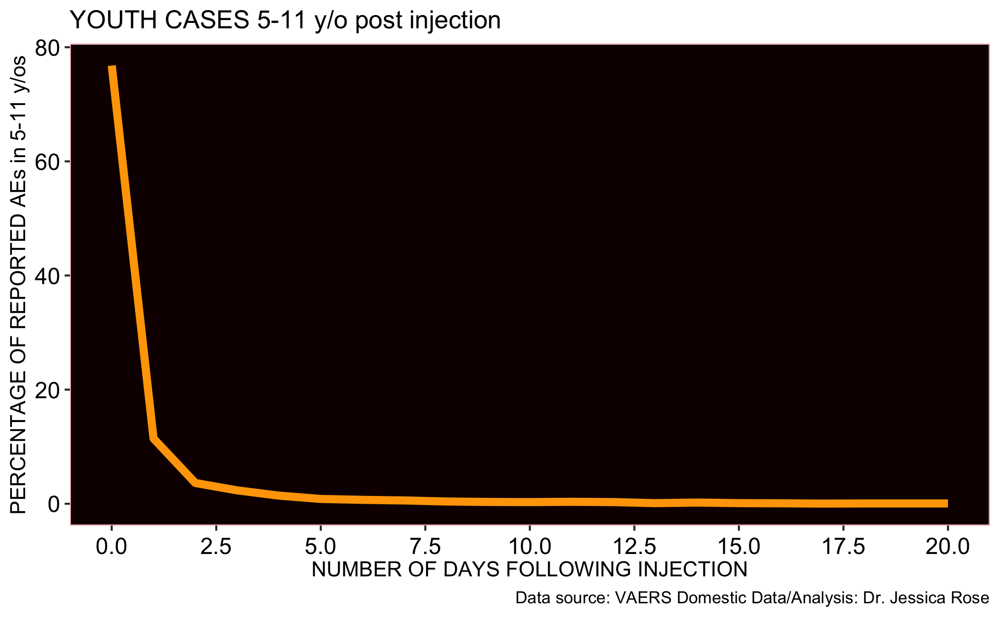 YOUTH CASES 5-11 y/o post injection
PERCENTAGE OF REPORTED AEs in 5-11 y/os
80
60
40
20
0
0.0 2.5 5.0 7.5 10.0 12.5 15.0 17.5 20.0
NUMBER OF DAYS FOLLOWING INJECTION
Data source: VAERS Domestic Data/Analysis: Dr. Jessica Rose